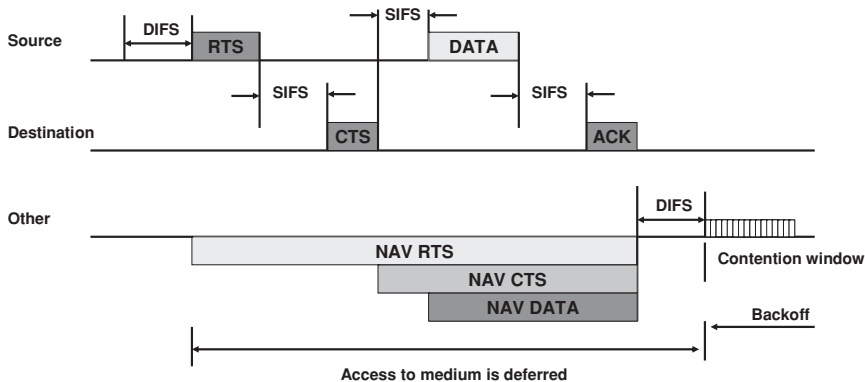 SIFS
DIFS
Source
RTS
DATA
SIFS
SIFS
Destination
CTS
ACK
DIFS
Other
NAV RTS
Contention window
NAV CTS
NAV DATA
Backoff
Access to medium is deferred